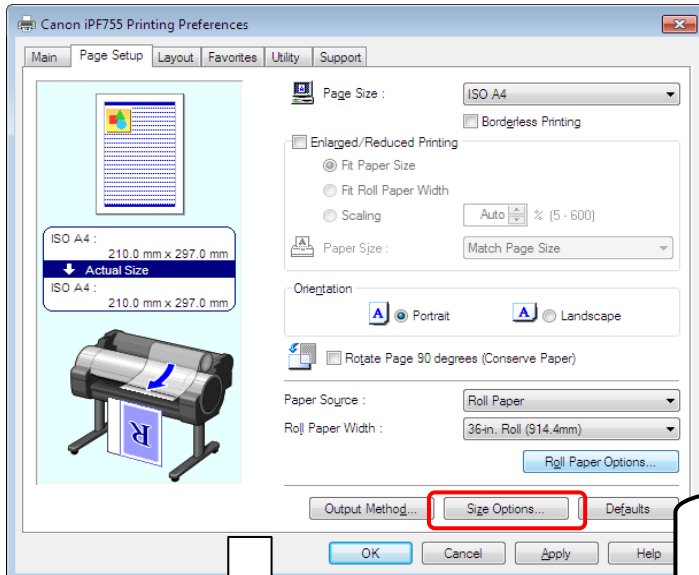 Canon iPF755 Printing Preferences
Main Page Setup Layout Favorites Utility Support
Page Size : ISO A4
Borderless Printing
Enlarged/Reduced Printing
Fit Paper Size
Fit Roll Paper Width
Scaling Auto % (5 - 600)
Paper Size : Match Page Size
ISO A4 :
210.0 mm x 297.0 mm
Actual Size
ISO A4 :
210.0 mm x 297.0 mm
Orientation
A Portrait A Landscape
Rotate Page 90 degrees (Conserve Paper)
Paper Source : Roll Paper
Roll Paper Width : 36-in. Roll (914.4mm)
Roll Paper Options...
R
Output Method... Size Options... Defaults
OK Cancel Apply Help